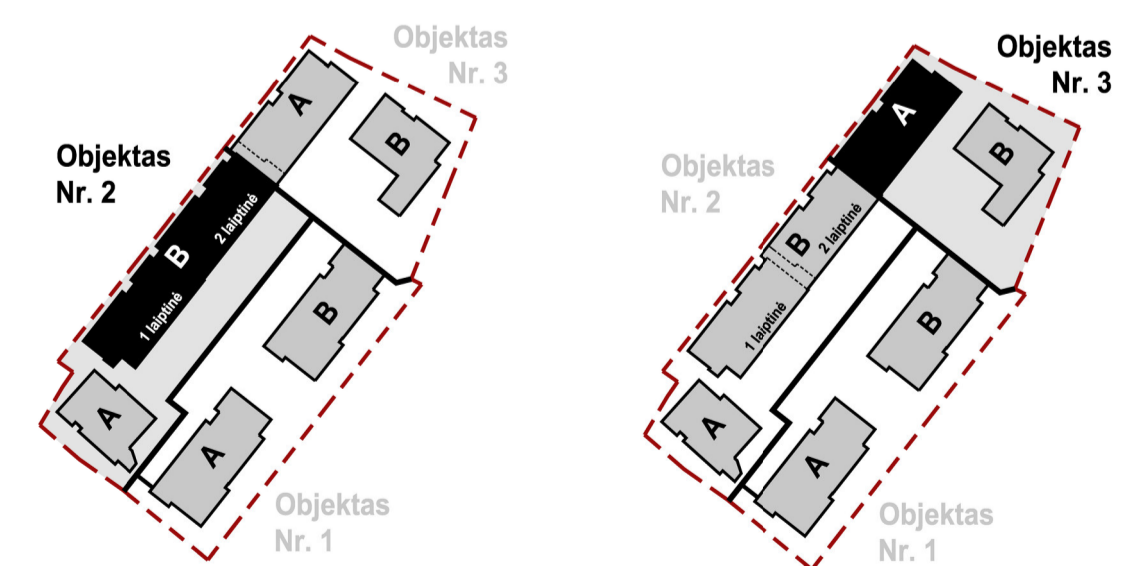 Objektas
Nr. 3
A
B
Objektas
Nr. 2
2 laiptinė
B
1 laiptinė
B
A
A
Objektas
Nr. 1
Objektas
Nr. 3
A
B
Objektas
Nr. 2
2 laiptinė
B
1 laiptinė
B
A
A
Objektas
Nr. 1